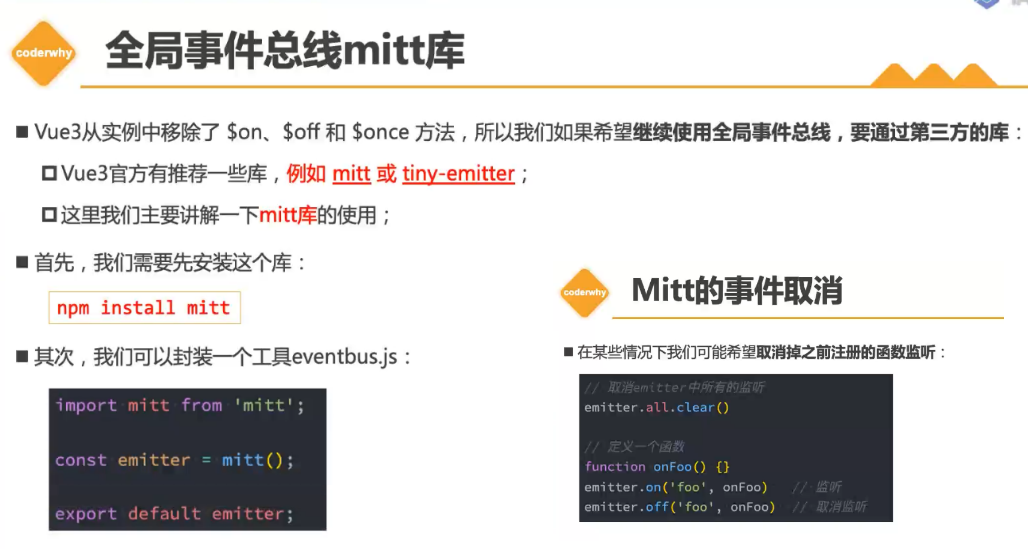 coderwhy
全局事件总线mitt库
■ Vue3从实例中移除了 $on、$off 和 $once 方法，所以我们如果希望继续使用全局事件总线，要通过第三方的库：
Vue3官方有推荐一些库，例如 mitt 或 tiny-emitter；
这里我们主要讲解一下mitt库的使用；
■ 首先，我们需要先安装这个库：
npm install mitt
■ 其次，我们可以封装一个工具eventbus.js：
import mitt from 'mitt';
const emitter = mitt();
export default emitter;
coderwhy
Mitt的事件取消
■ 在某些情况下我们可能希望取消掉之前注册的函数监听：
// 取消emitter中所有的监听
emitter.all.clear()
// 定义一个函数
function onFoo() {}
emitter.on('foo', onFoo) // 监听
emitter.off('foo', onFoo) // 取消监听